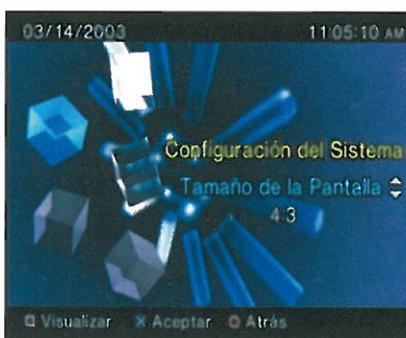 03/14/2003 11:05:10 AM
Configuración del Sistema
Tamaño de la Pantalla
4:3
Visualizar Aceptar Atrás